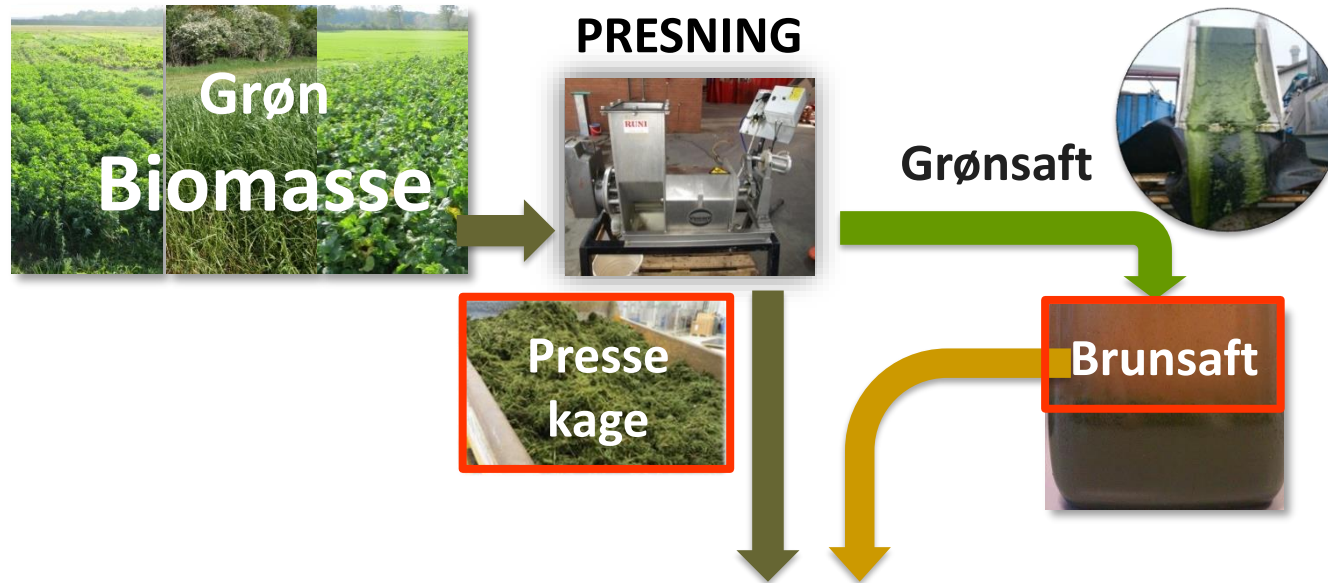 PRESNING
Grøn
Biomasse
RUNI
Grønsaft
Presse
kage
Brunsaft